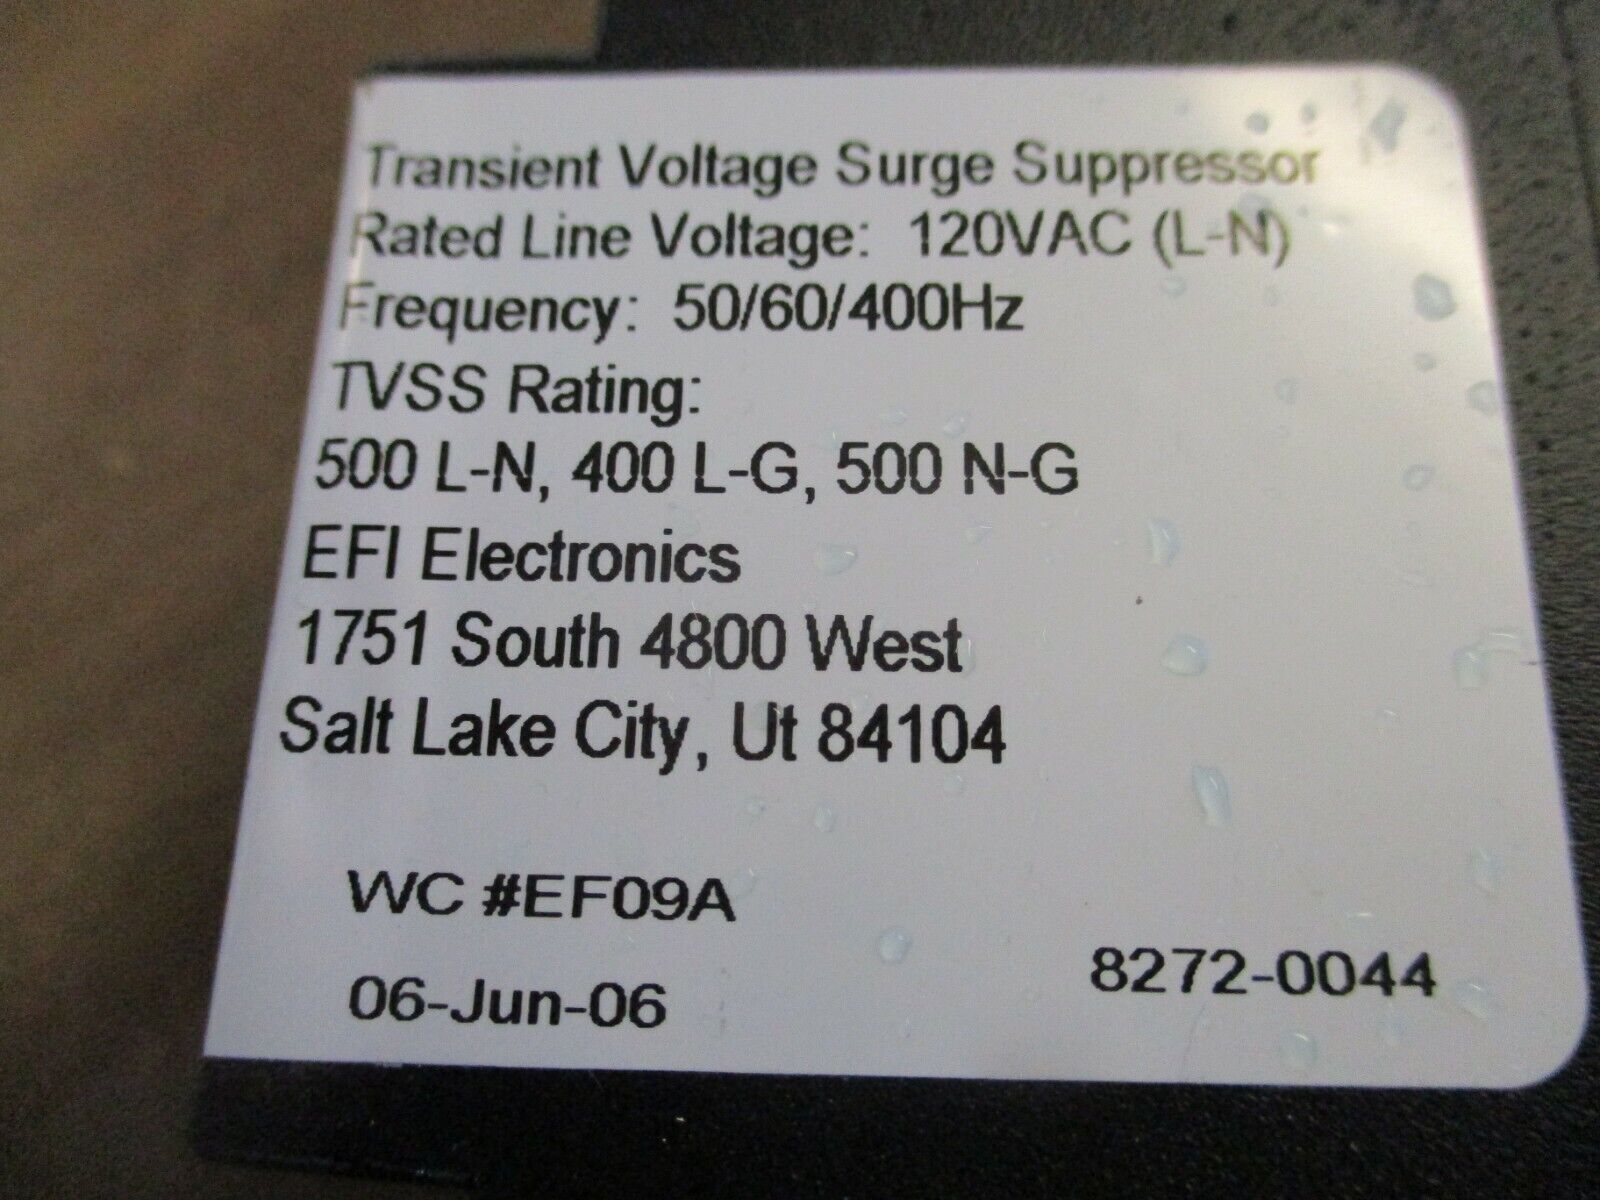 Transient Voltage Surge Suppressor
Rated Line Voltage: 120VAC (L-N)
Frequency: 50/60/400Hz
TVSS Rating:
500 L-N, 400 L-G, 500 N-G
EFI Electronics
1751 South 4800 West
Salt Lake City, Ut 84104
WC #EF09A
8272-0044
06-Jun-06